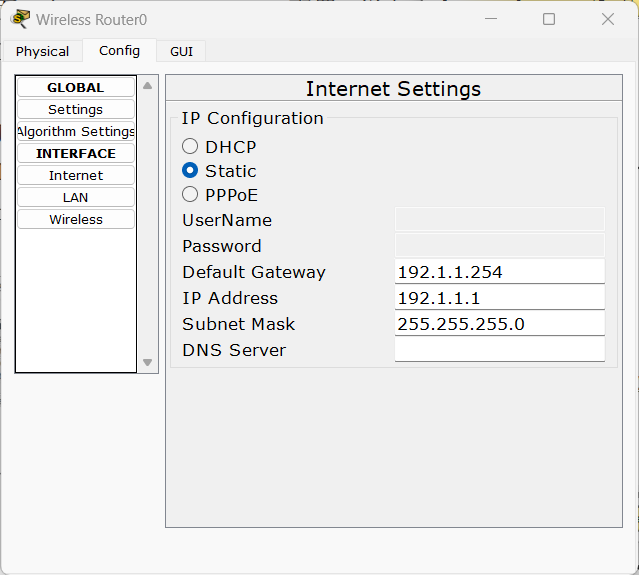 Wireless Router0
Physical Config GUI
GLOBAL
Settings
Algorithm Settings
INTERFACE
Internet
LAN
Wireless
Internet Settings
IP Configuration
DHCP
Static
PPPoE
UserName
Password
Default Gateway 192.1.1.254
IP Address 192.1.1.1
Subnet Mask 255.255.255.0
DNS Server